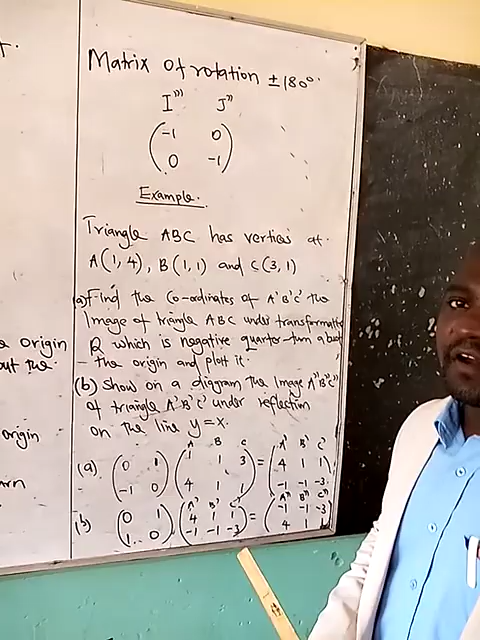 t.
Matrix of rotation ±180°.
I''' J''
-1 0
0 -1
Example.
Triangle ABC has vertices at
A(1,4), B(1,1) and C(3,1)
(a) Find the Co-ordinates of A'B'C' the
Image of triangle ABC under transformatn
R which is negative quarter-turn about
the origin and plot it.
e origin
out the
(b) Show on a diagram the Image A''B''C''
of triangle A'B'C' under reflection
on the line y=x.
origin
A B C A' B' C'
(a) (0 1) (1 1 3) = (4 1 1)
(-1 0) (4 1 1) (-1 -1 -3)
A' B' C' A'' B'' C''
(b) (0 1) (4 1 1) = (-1 -1 -3)
(1 0) (-1 -1 -3) (4 1 1)